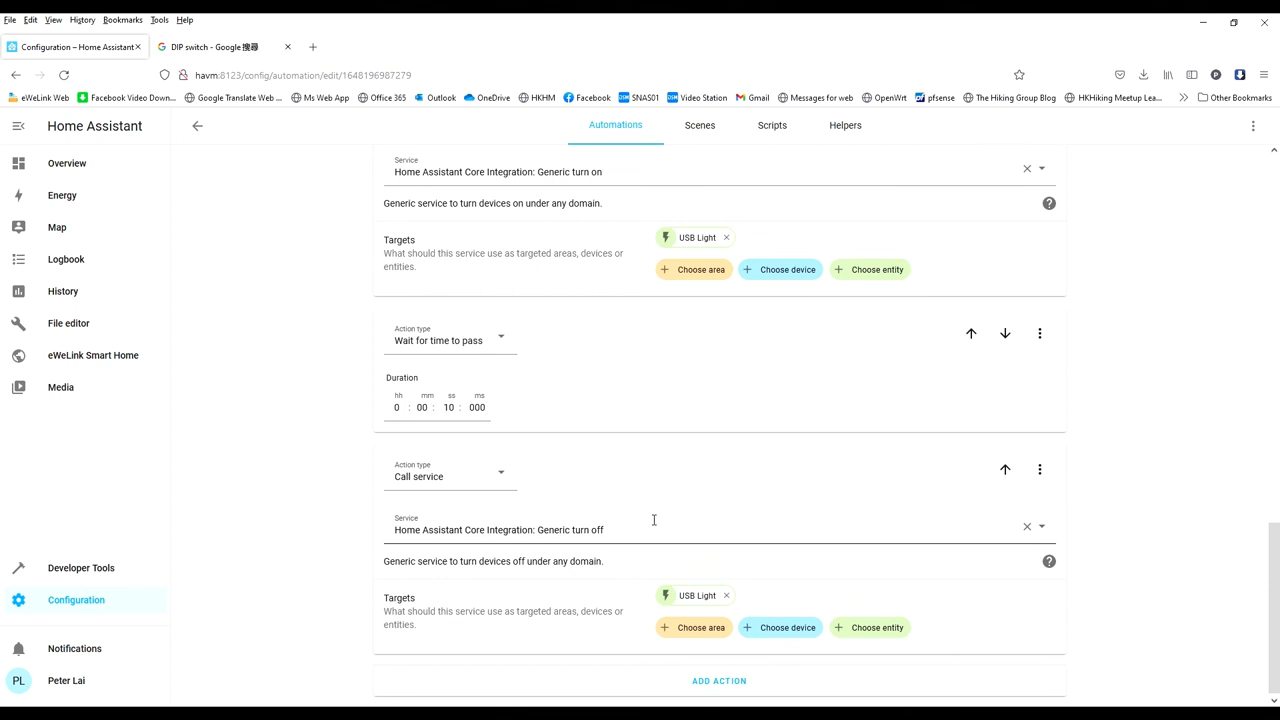 File Edit View History Bookmarks Tools Help
Configuration – Home Assistant
DIP switch - Google 搜尋
havm:8123/config/automation/edit/1648196987279
eWeLink Web Facebook Video Down... Google Translate Web ... Ms Web App Office 365 Outlook OneDrive HKHM Facebook SNAS01 Video Station Gmail Messages for web OpenWrt pfsense The Hiking Group Blog HKHiking Meetup Lea... Other Bookmarks
Home Assistant
Automations Scenes Scripts Helpers
Overview
Energy
Map
Logbook
History
File editor
eWeLink Smart Home
Media
Developer Tools
Configuration
Notifications
PL Peter Lai
Service
Home Assistant Core Integration: Generic turn on
Generic service to turn devices on under any domain.
Targets
What should this service use as targeted areas, devices or
entities.
USB Light
Choose area Choose device Choose entity
Action type
Wait for time to pass
Duration
hh mm ss ms
0 : 00 : 10 : 000
Action type
Call service
Service
Home Assistant Core Integration: Generic turn off
Generic service to turn devices off under any domain.
Targets
What should this service use as targeted areas, devices or
entities.
USB Light
Choose area Choose device Choose entity
ADD ACTION